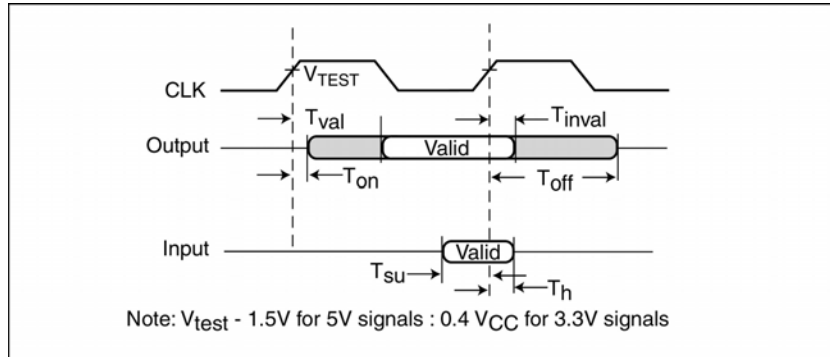 VTEST
CLK
Tval
Tinval
Output
Valid
Ton
Toff
Input
Valid
Tsu
Th
Note: Vtest - 1.5V for 5V signals : 0.4 VCC for 3.3V signals